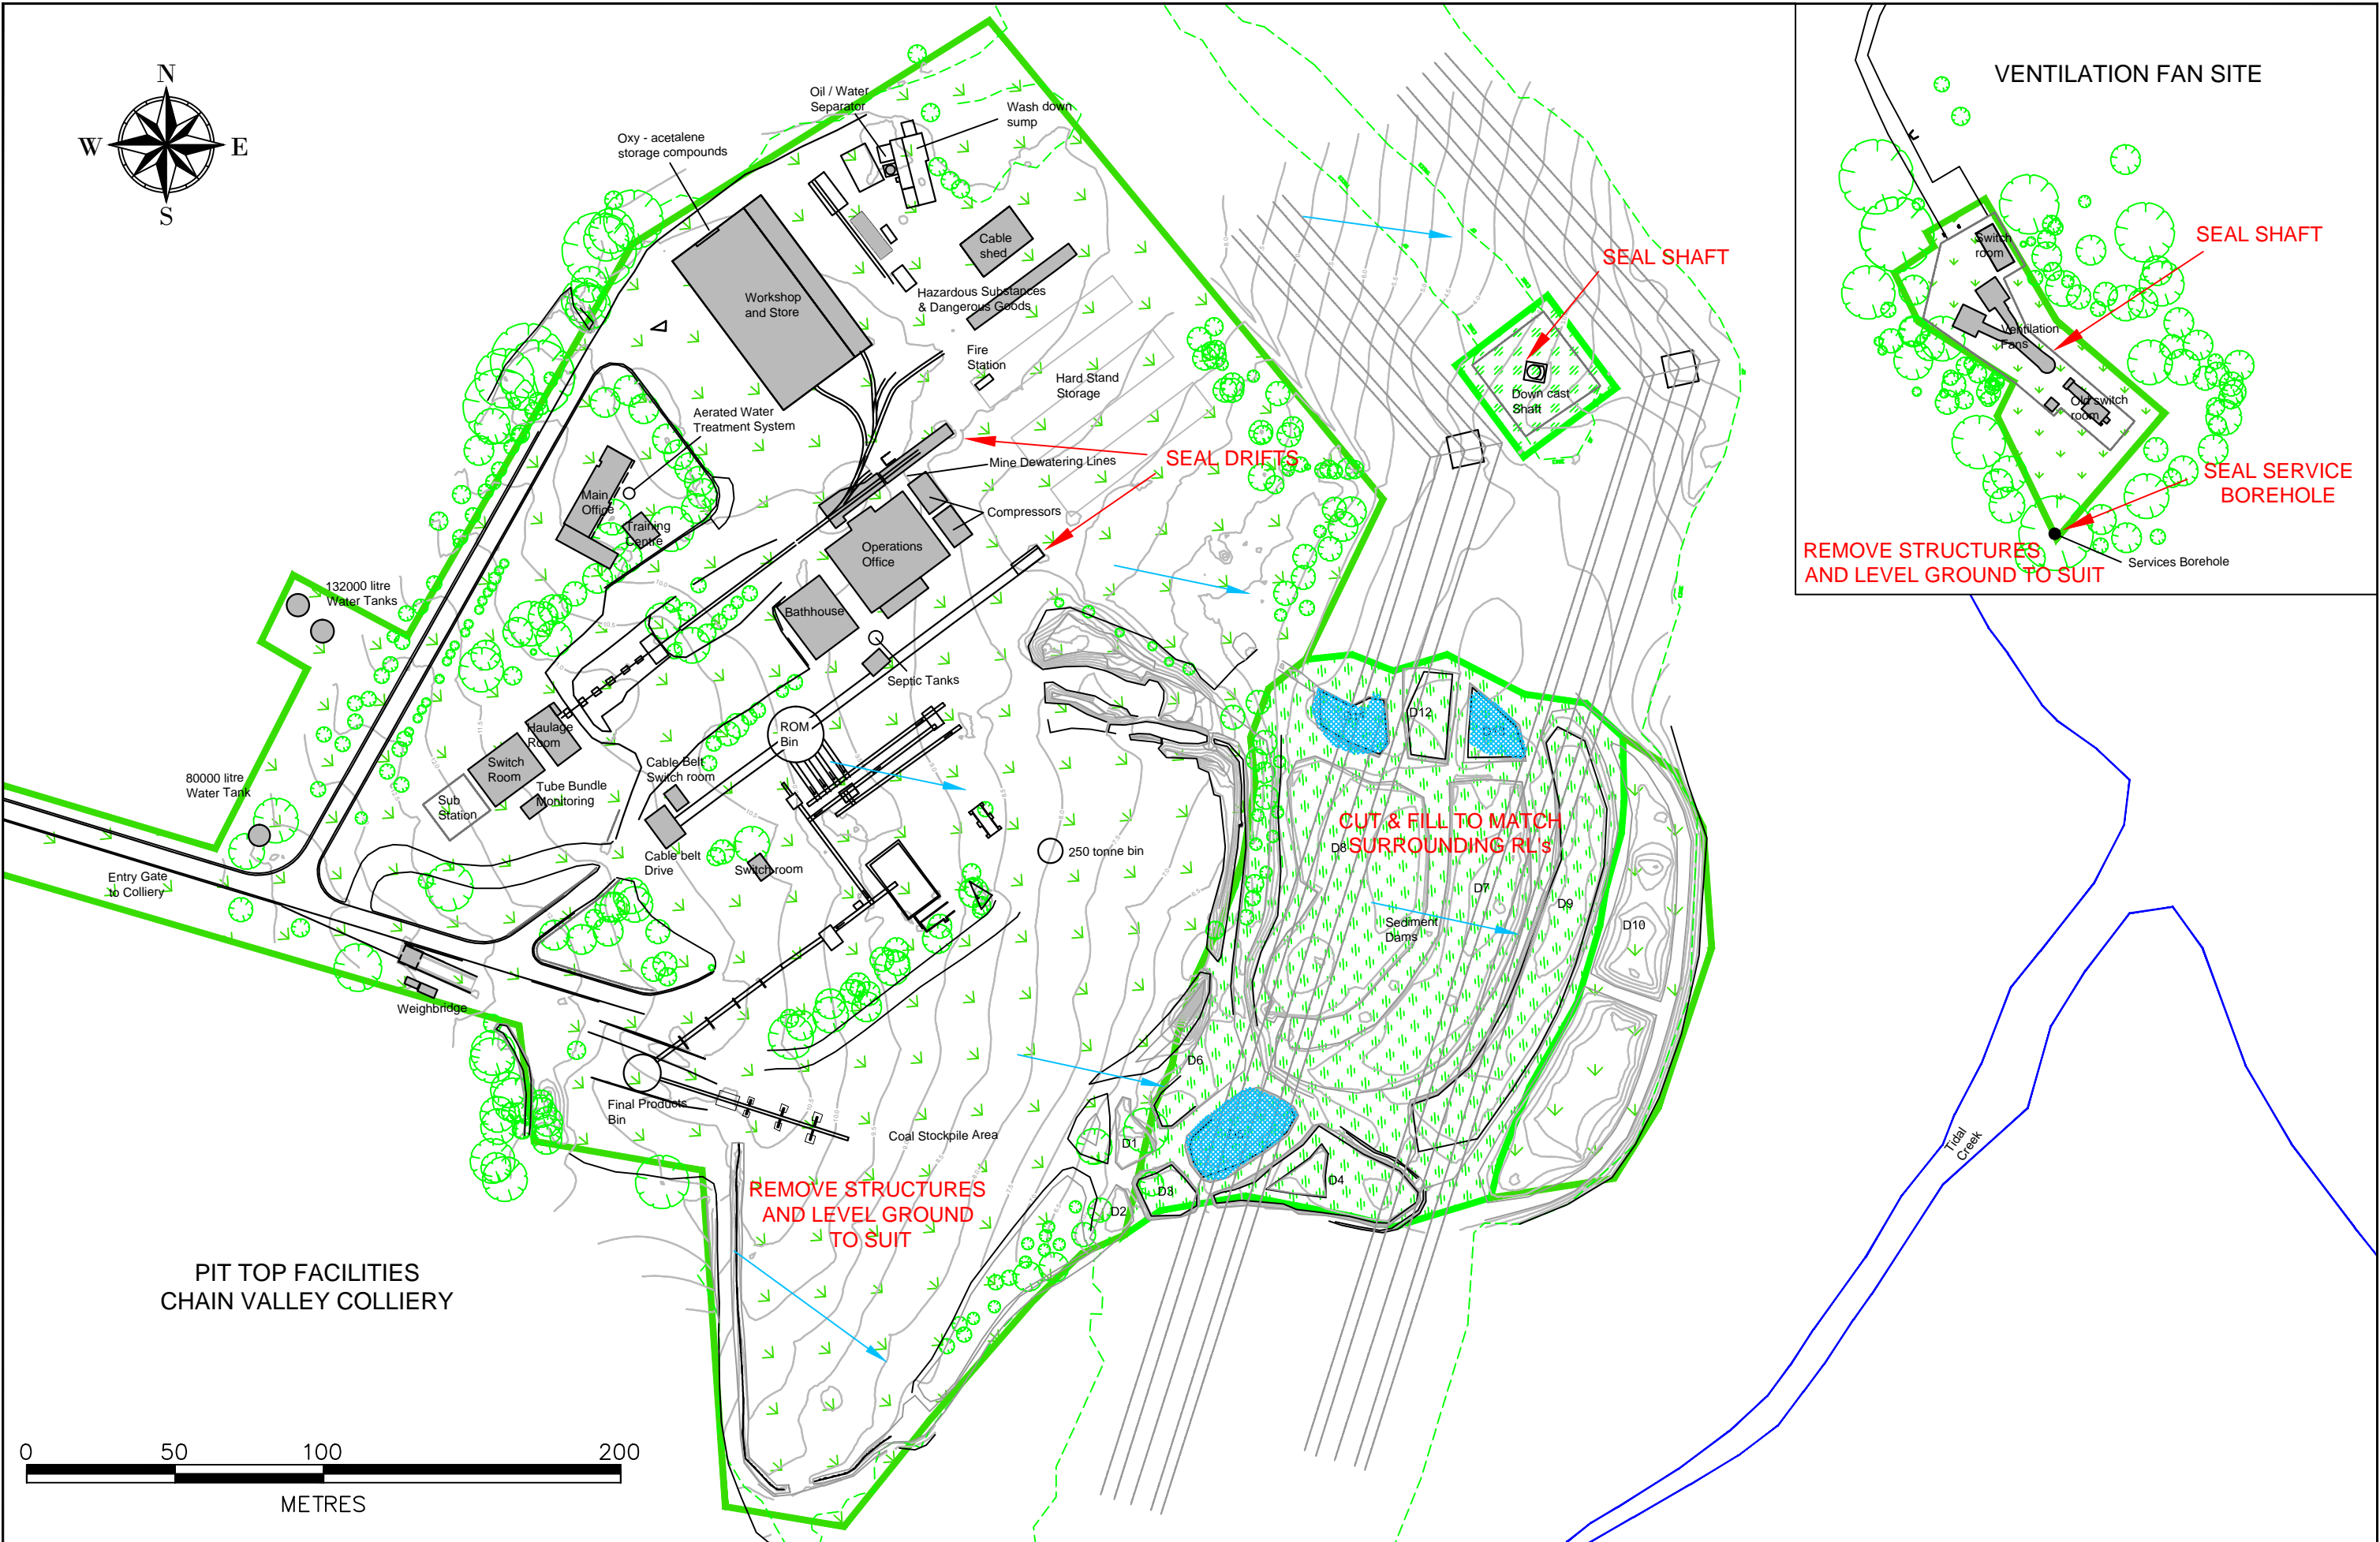 N
W
E
S
Oil / Water
Separator
Wash down
sump
Oxy - acetalene
storage compounds
Cable
shed
Workshop
and Store
Hazardous Substances
& Dangerous Goods
Fire
Station
Hard Stand
Storage
Aerated Water
Treatment System
SEAL DRIFTS
Mine Dewatering Lines
Main
Office
Training
Centre
Compressors
Operations
Office
Bathhouse
132000 litre
Water Tanks
Septic Tanks
ROM
Bin
Haulage
Room
Switch
Room
Cable Belt
Switch room
Tube Bundle
Monitoring
80000 litre
Water Tank
Sub
Station
Cable belt
Drive
Switch room
250 tonne bin
Entry Gate
to Colliery
Weighbridge
Final Products
Bin
Coal Stockpile Area
REMOVE STRUCTURES
AND LEVEL GROUND
TO SUIT
SEAL SHAFT
Down cast
Shaft
D11
D12
D13
CUT & FILL TO MATCH
SURROUNDING RL's
D8
D7
D9
D10
Sediment
Dams
D6
D5
D1
D3
D2
D4
Tidal
Creek
VENTILATION FAN SITE
Switch
room
SEAL SHAFT
Ventilation
Fans
Old switch
room
SEAL SERVICE
BOREHOLE
Services Borehole
REMOVE STRUCTURES
AND LEVEL GROUND TO SUIT
PIT TOP FACILITIES
CHAIN VALLEY COLLIERY
0 50 100 200
METRES